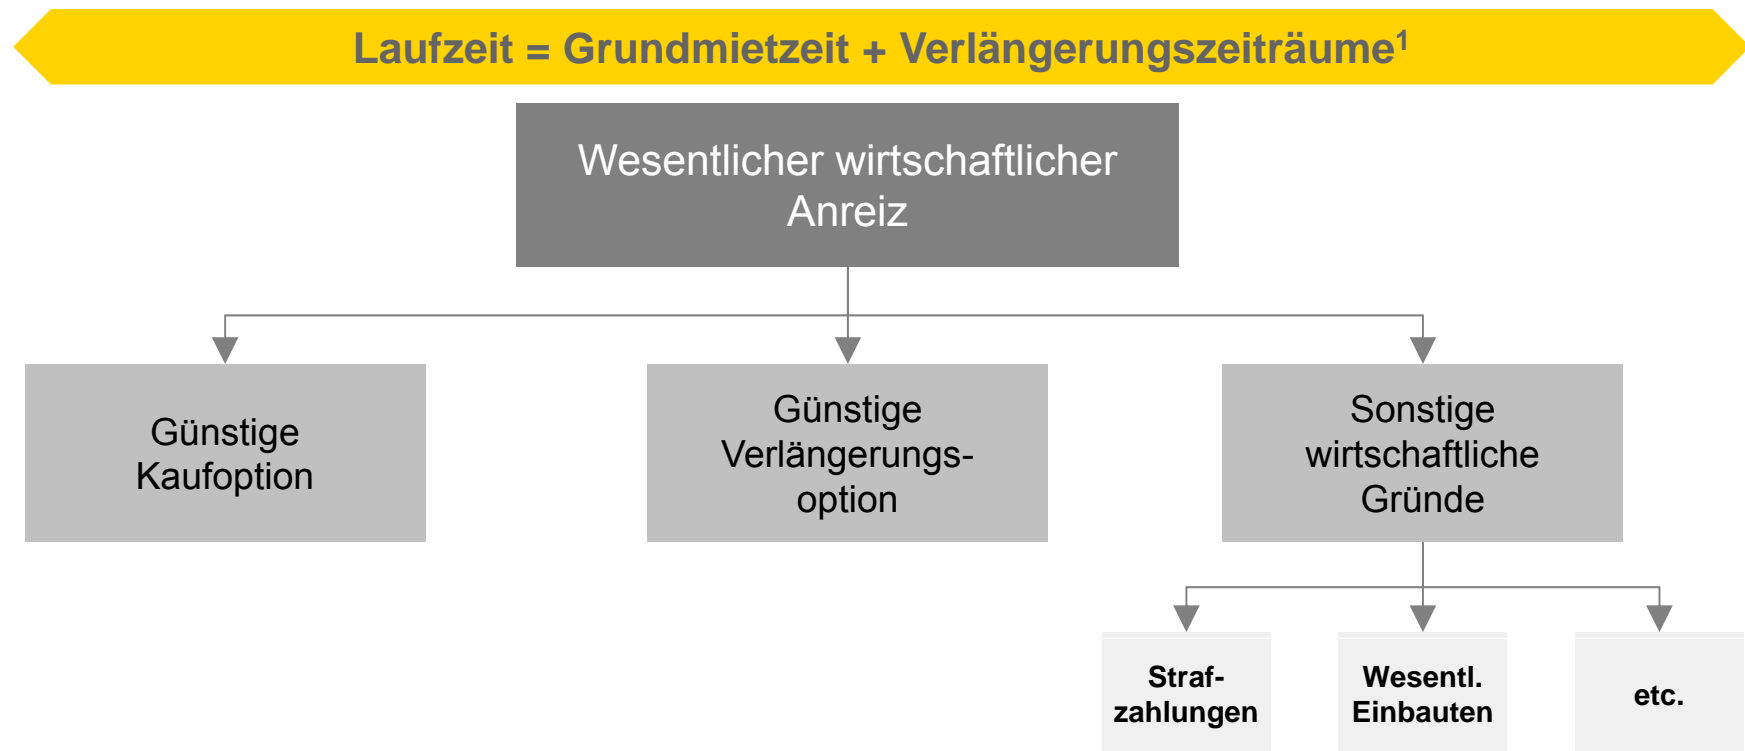 Laufzeit = Grundmietzeit + Verlängerungszeiträume¹
Wesentlicher wirtschaftlicher
Anreiz
Günstige
Kaufoption
Günstige
Verlängerungs-
option
Sonstige
wirtschaftliche
Gründe
Straf-
zahlungen
Wesentl.
Einbauten
etc.